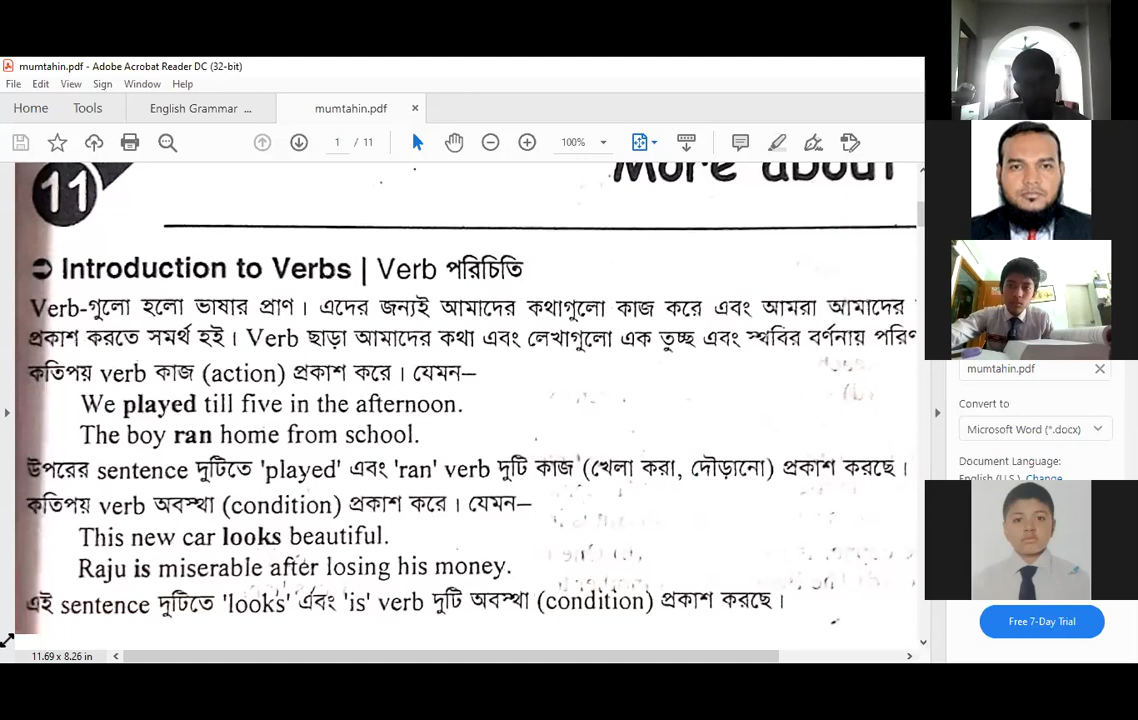 mumtahin.pdf - Adobe Acrobat Reader DC (32-bit)
File Edit View Sign Window Help
Home Tools English Grammar ... mumtahin.pdf ×
1 / 11 100%
11 More about
Introduction to Verbs | Verb পরিচিতি
Verb-গুলো হলো ভাষার প্রাণ। এদের জন্যই আমাদের কথাগুলো কাজ করে এবং আমরা আমাদের
প্রকাশ করতে সমর্থ হই। Verb ছাড়া আমাদের কথা এবং লেখাগুলো এক তুচ্ছ এবং স্থবির বর্ণনায়
কতিপয় verb কাজ (action) প্রকাশ করে। যেমন–
We played till five in the afternoon.
The boy ran home from school.
উপরের sentence দুটিতে 'played' এবং 'ran' verb দুটি কাজ (খেলা করা, দৌড়ানো) প্রকাশ করছে।
কতিপয় verb অবস্থা (condition) প্রকাশ করে। যেমন–
This new car looks beautiful.
Raju is miserable after losing his money.
এই sentence দুটিতে 'looks' এবং 'is' verb দুটি অবস্থা (condition) প্রকাশ করছে।
11.69 x 8.26 in
mumtahin.pdf
Convert to
Microsoft Word (*.docx)
Document Language:
English (U.S.) Change
Free 7-Day Trial